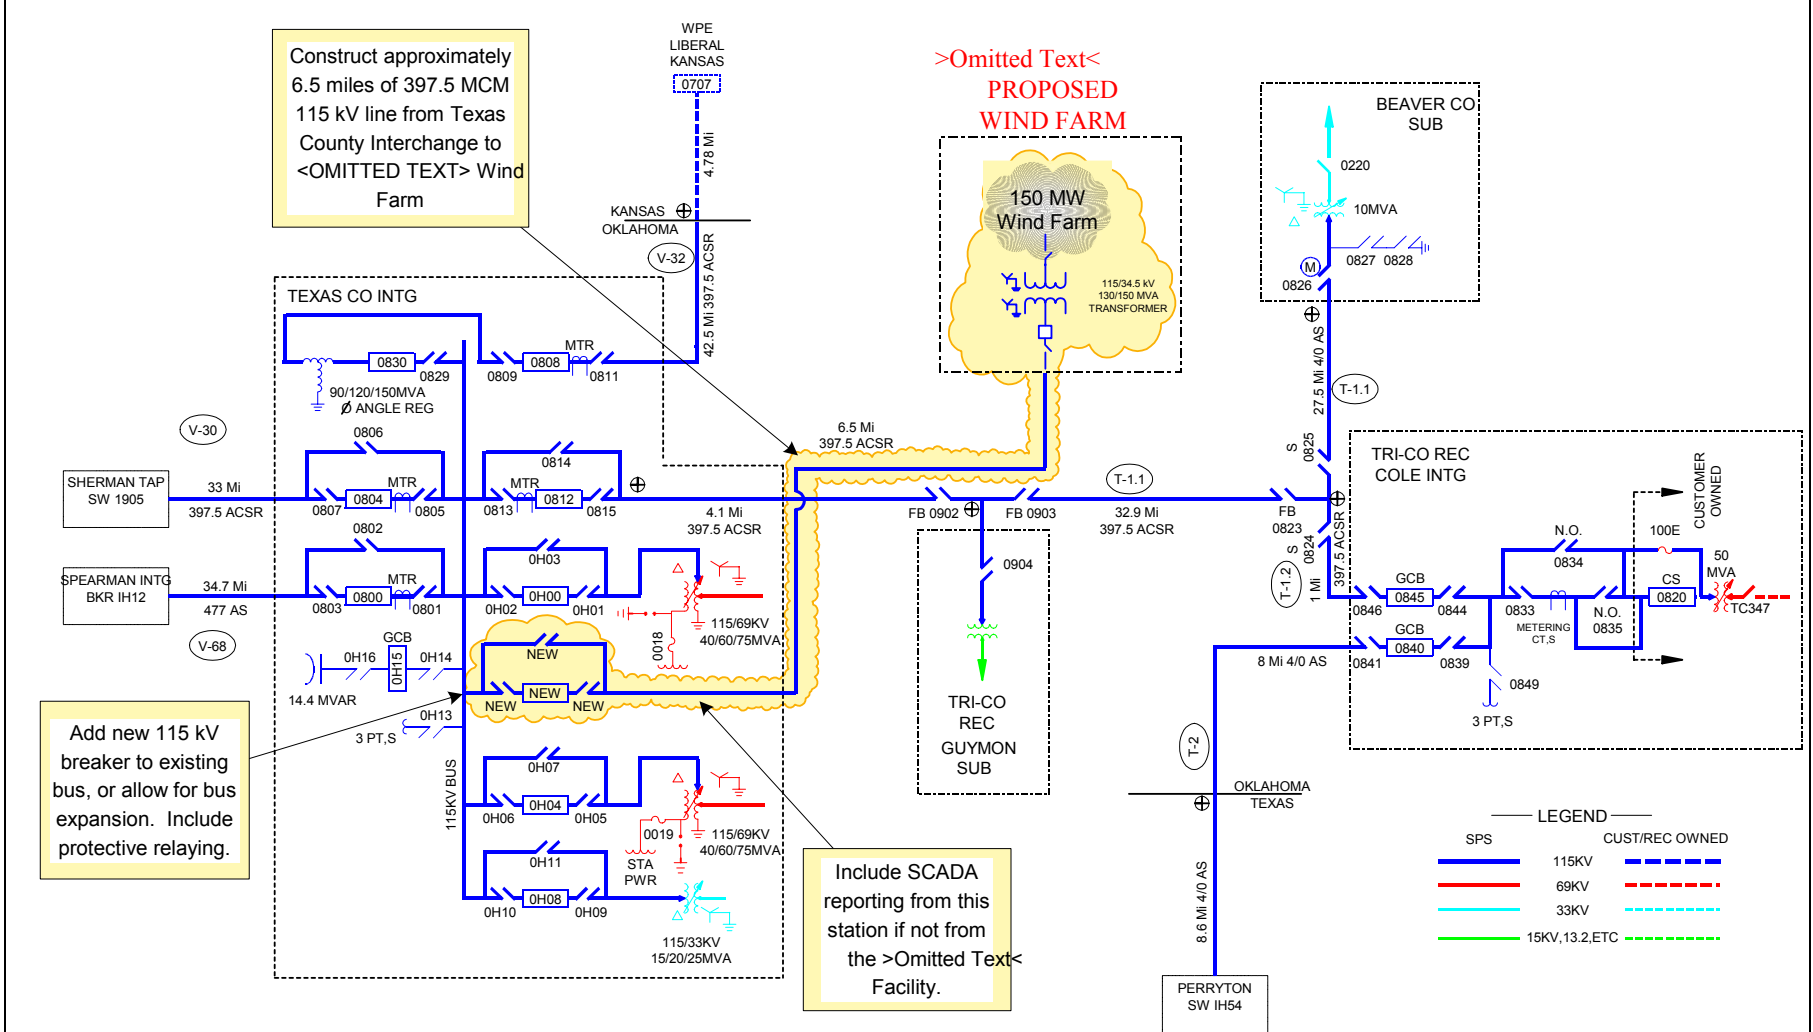 Construct approximately
6.5 miles of 397.5 MCM
115 kV line from Texas
County Interchange to
<OMITTED TEXT> Wind
Farm
WPE
LIBERAL
KANSAS
0707
4.78 Mi
KANSAS
OKLAHOMA
V-32
42.5 Mi 397.5 ACSR
>Omitted Text<
PROPOSED
WIND FARM
150 MW
Wind Farm
115/34.5 kV
130/150 MVA
TRANSFORMER
BEAVER CO
SUB
0220
10MVA
0827 0828
M
0826
27.5 Mi 4/0 AS
T-1.1
S
0825
TEXAS CO INTG
0830
0829
90/120/150MVA
Ø ANGLE REG
0809
0808
MTR
0811
V-30
SHERMAN TAP
SW 1905
33 Mi
397.5 ACSR
0806
0807
0804
MTR
0805
0814
MTR
0813
0812
0815
4.1 Mi
397.5 ACSR
6.5 Mi
397.5 ACSR
FB 0902
FB 0903
T-1.1
32.9 Mi
397.5 ACSR
FB
0823
S
0824
T-1.2
1 Mi
397.5 ACSR
SPEARMAN INTG
BKR IH12
34.7 Mi
477 AS
V-68
0802
0803
0800
MTR
0801
0H03
0H02
0H00
0H01
115/69KV
40/60/75MVA
0018
GCB
0H16
0H15
0H14
14.4 MVAR
0H13
3 PT,S
NEW
NEW
NEW
NEW
115KV BUS
0H07
0H06
0H04
0H05
0019
STA
PWR
115/69KV
40/60/75MVA
0H11
0H10
0H08
0H09
115/33KV
15/20/25MVA
Add new 115 kV
breaker to existing
bus, or allow for bus
expansion. Include
protective relaying.
Include SCADA
reporting from this
station if not from
the >Omitted Text<
Facility.
0904
TRI-CO
REC
GUYMON
SUB
TRI-CO REC
COLE INTG
CUSTOMER
OWNED
N.O.
0834
100E
50
MVA
GCB
0846
0845
0844
0833
METERING
CT,S
N.O.
0835
CS
0820
TC347
GCB
0841
0840
0839
0849
3 PT,S
8 Mi 4/0 AS
T-2
OKLAHOMA
TEXAS
8.6 Mi 4/0 AS
PERRYTON
SW IH54
LEGEND
SPS
CUST/REC OWNED
115KV
69KV
33KV
15KV,13.2,ETC